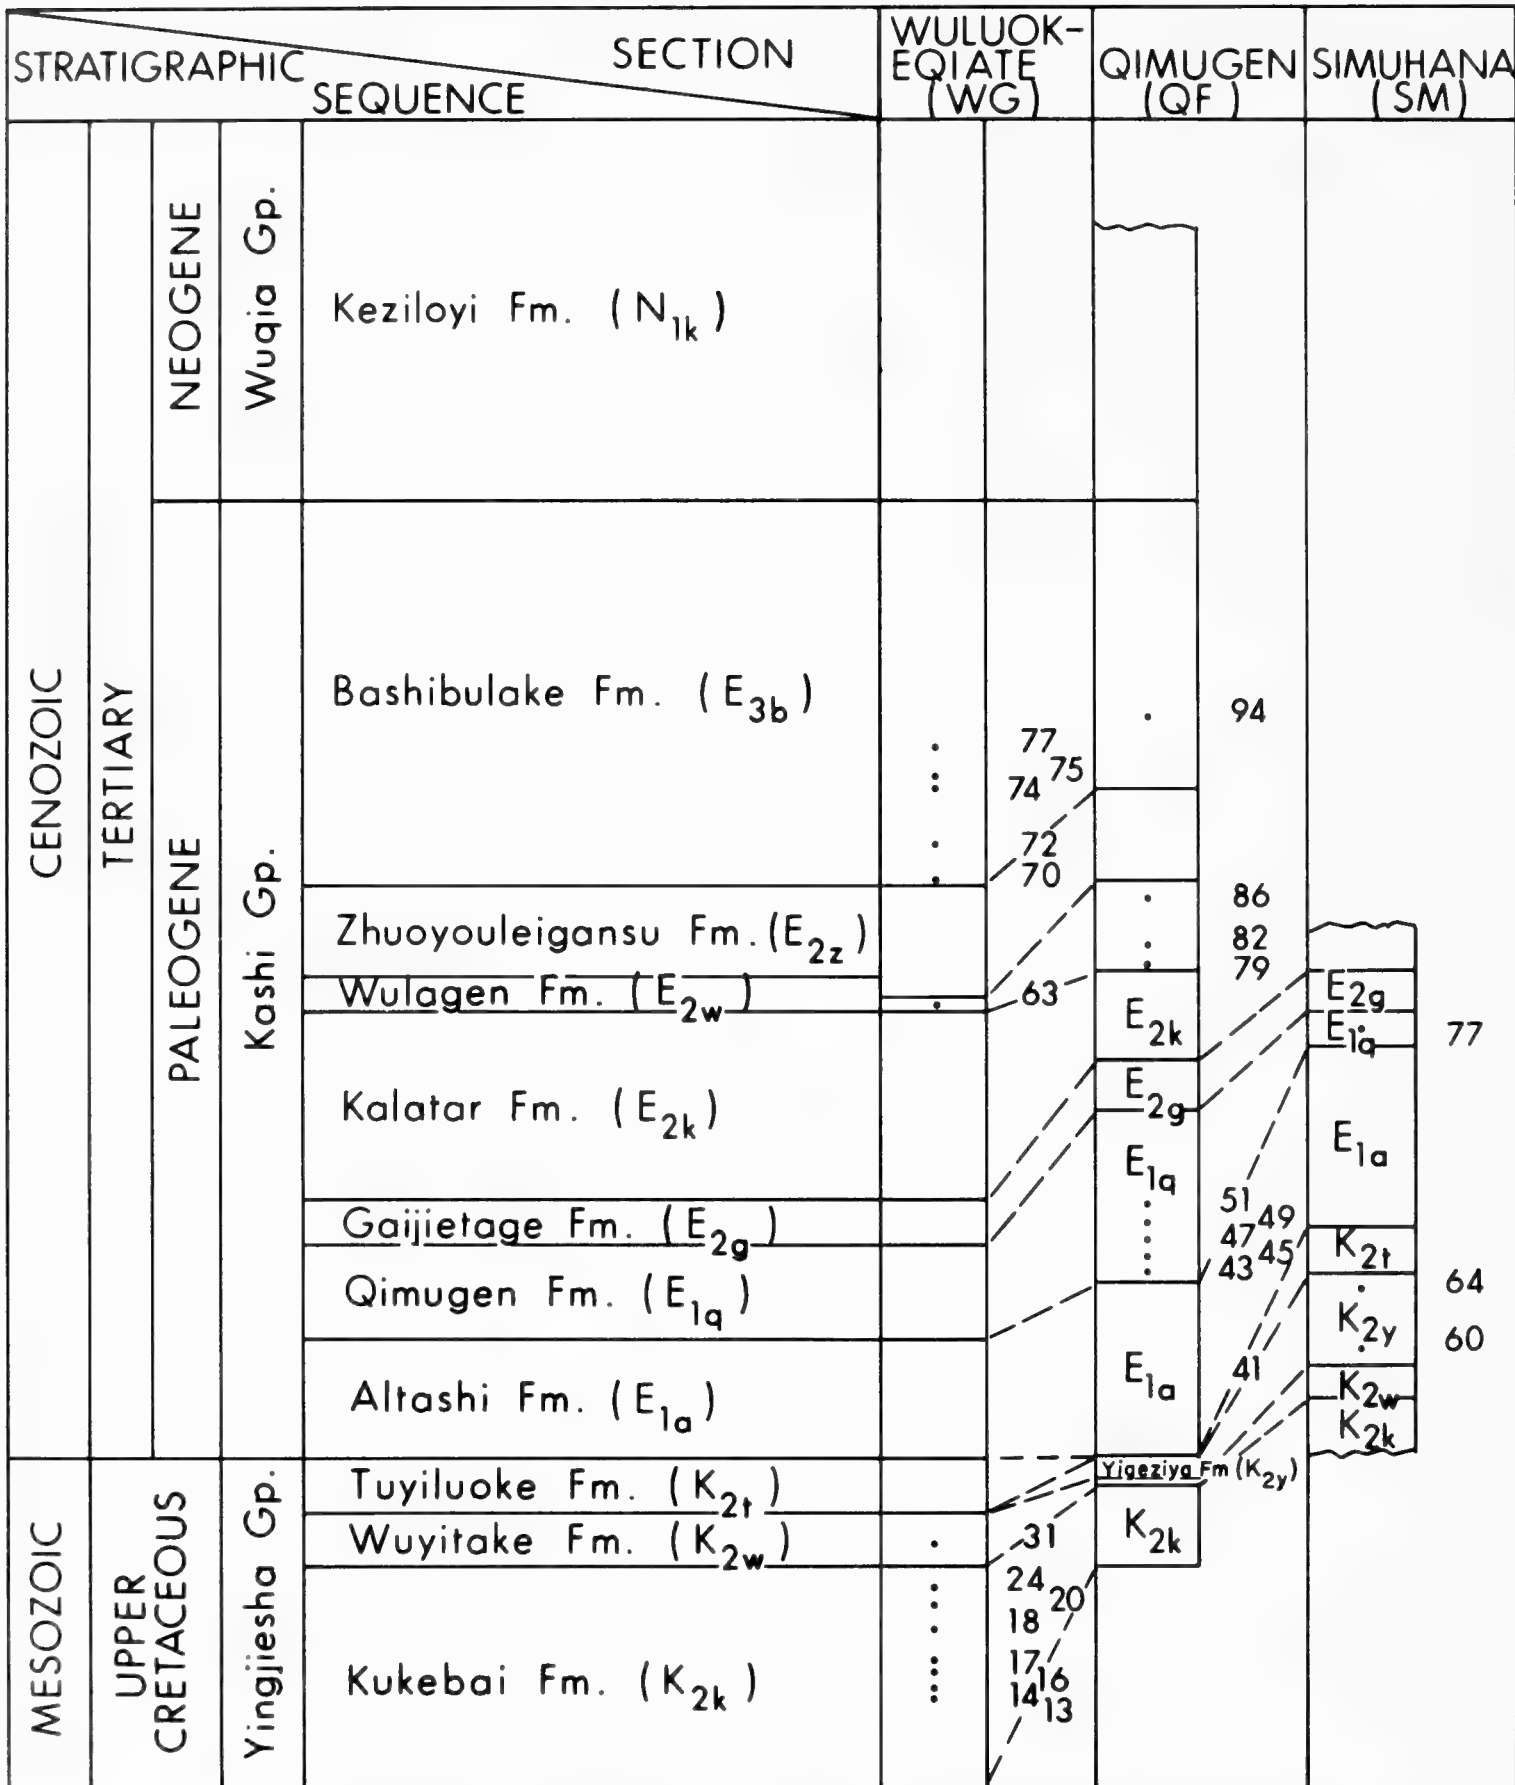 STRATIGRAPHIC
SECTION
SEQUENCE
WULUOK-
EQIATE
(WG)
QIMUGEN
(QF)
SIMUHANA
(SM)
CENOZOIC
TERTIARY
NEOGENE
Wuqia Gp.
Keziloyi Fm. (N1k)
PALEOGENE
Kashi Gp.
Bashibulake Fm. (E3b)
Zhuoyouleigansu Fm. (E2z)
Wulagen Fm. (E2w)
Kalatar Fm. (E2k)
Gaijietage Fm. (E2g)
Qimugen Fm. (E1q)
Altashi Fm. (E1a)
MESOZOIC
UPPER
CRETACEOUS
Yingjiesha Gp.
Tuyiluoke Fm. (K2t)
Wuyitake Fm. (K2w)
Kukebai Fm. (K2k)
77
75
74
72
70
63
31
24
20
18
17
16
14
13
94
86
82
79
E2k
E2g
E1q
51
49
47
45
43
E1a
41
Yigeziya Fm (K2y)
K2k
E2g
E1q
77
E1a
K2t
64
K2y
60
K2w
K2k